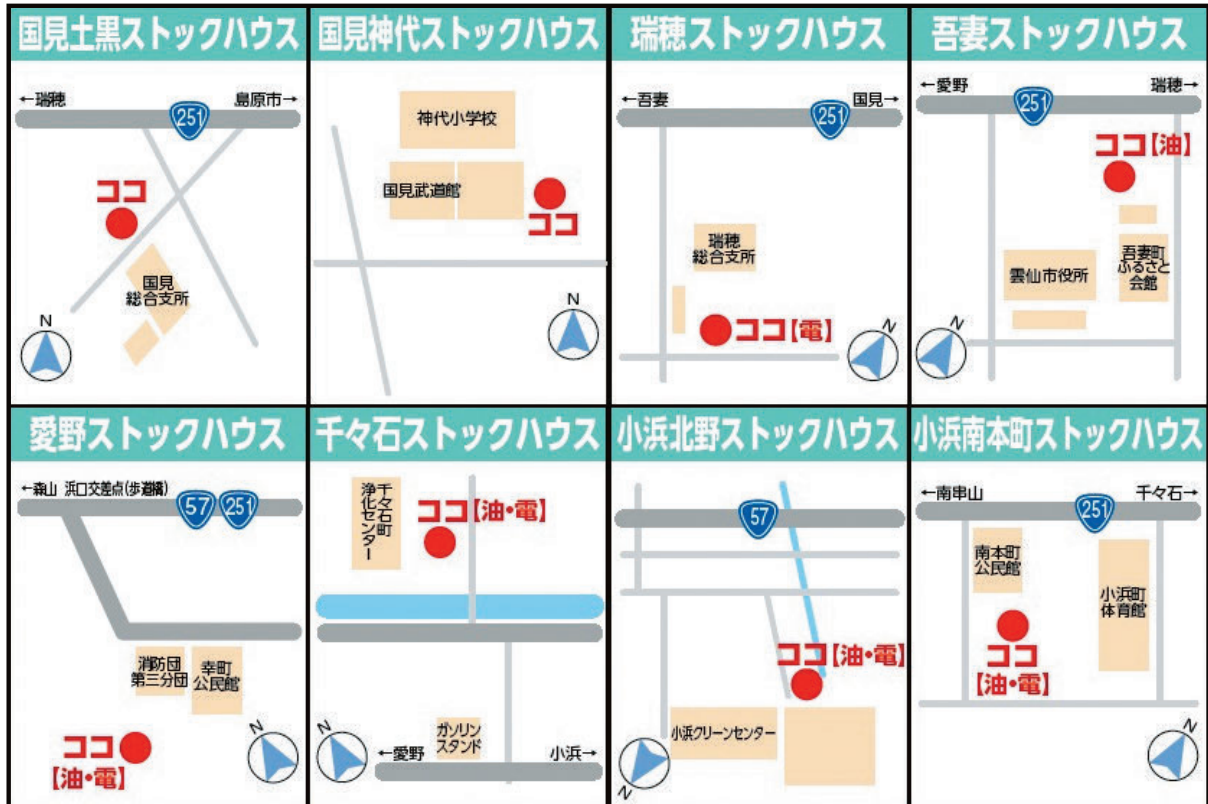 国見土黒ストックハウス
←瑞穂
島原市→
251
ココ
国見
総合支所
N
国見神代ストックハウス
神代小学校
国見武道館
ココ
N
瑞穂ストックハウス
←吾妻
国見→
251
瑞穂
総合支所
ココ【電】
N
吾妻ストックハウス
←愛野
瑞穂→
251
ココ【油】
吾妻町
ふるさと
会館
雲仙市役所
N
愛野ストックハウス
←森山 浜口交差点(歩道橋)
57 251
消防団
第三分団
幸町
公民館
ココ
【油・電】
N
千々石ストックハウス
千々石町
浄化センター
ココ【油・電】
ガソリン
スタンド
←愛野
小浜→
N
小浜北野ストックハウス
57
ココ【油・電】
小浜クリーンセンター
N
小浜南本町ストックハウス
←南串山
千々石→
251
南本町
公民館
小浜町
体育館
ココ
【油・電】
N